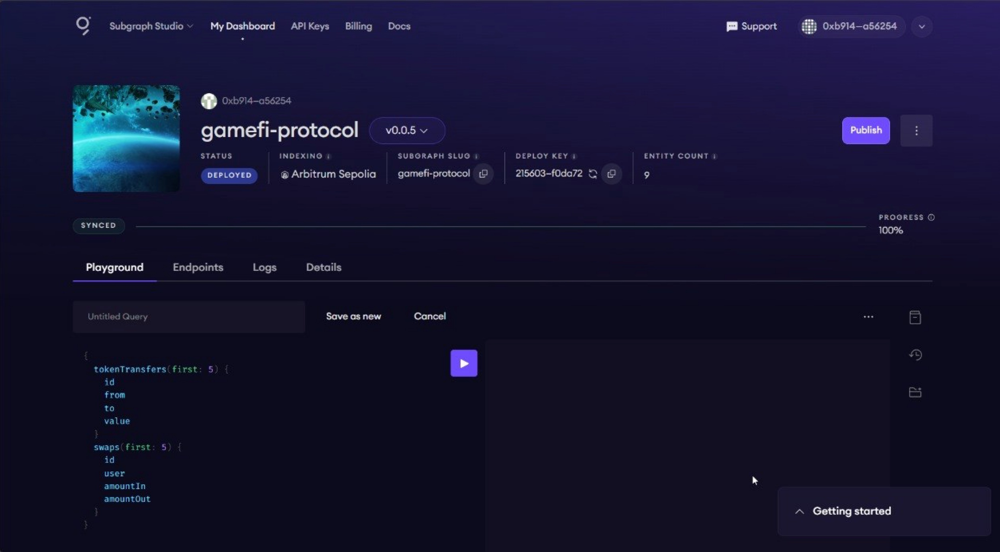 Subgraph Studio My Dashboard API Keys Billing Docs Support 0xb914—a56254
0xb914—a56254
gamefi-protocol v0.0.5 Publish
STATUS INDEXING SUBGRAPH SLUG DEPLOY KEY ENTITY COUNT
DEPLOYED Arbitrum Sepolia gamefi-protocol 215603—f0da72 9
SYNCED PROGRESS
100%
Playground Endpoints Logs Details
Untitled Query Save as new Cancel
{
tokenTransfers(first: 5) {
id
from
to
value
}
swaps(first: 5) {
id
user
amountIn
amountOut
}
}
Getting started